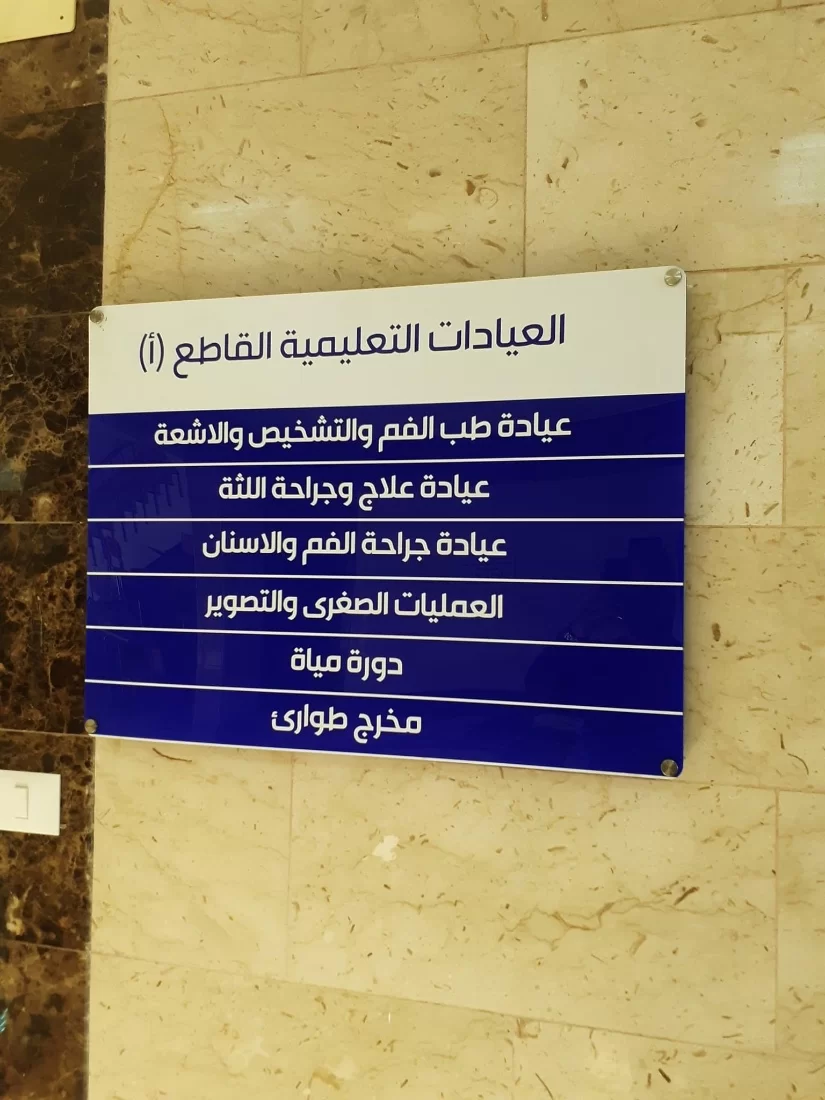 العيادات التعليمية القاطع (أ)
عيادة طب الفم والتشخيص والاشعة
عيادة علاج وجراحة اللثة
عيادة جراحة الفم والاسنان
العمليات الصغرى والتصوير
دورة مياة
مخرج طوارئ